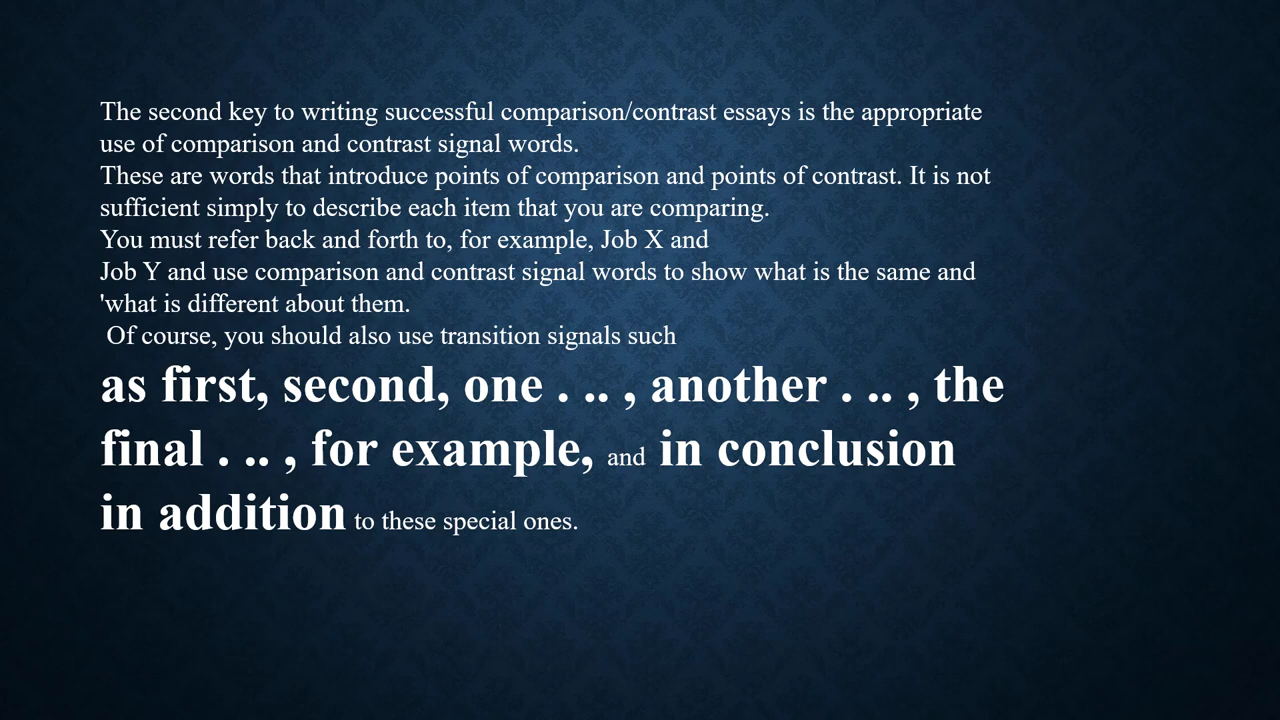 The second key to writing successful comparison/contrast essays is the appropriate
use of comparison and contrast signal words.
These are words that introduce points of comparison and points of contrast. It is not
sufficient simply to describe each item that you are comparing.
You must refer back and forth to, for example, Job X and
Job Y and use comparison and contrast signal words to show what is the same and
'what is different about them.
Of course, you should also use transition signals such
as first, second, one . .. , another . .. , the
final . .. , for example, and in conclusion
in addition to these special ones.